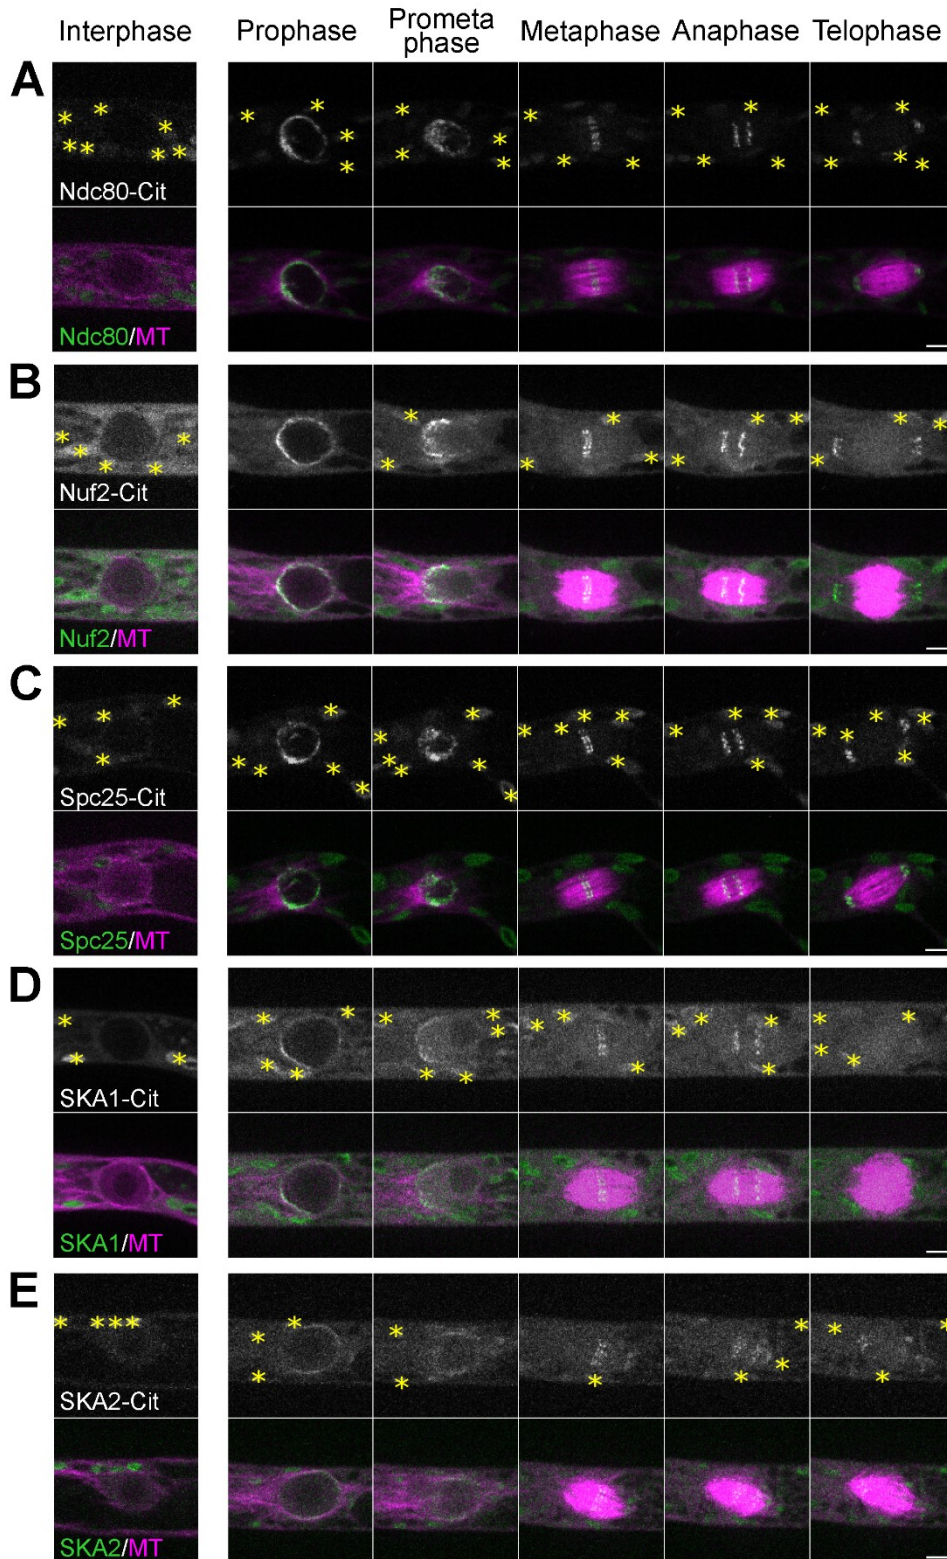 Interphase Prophase Prometa phase Metaphase Anaphase Telophase
A
Ndc80-Cit
Ndc80/MT
B
Nuf2-Cit
Nuf2/MT
C
Spc25-Cit
Spc25/MT
D
SKA1-Cit
SKA1/MT
E
SKA2-Cit
SKA2/MT